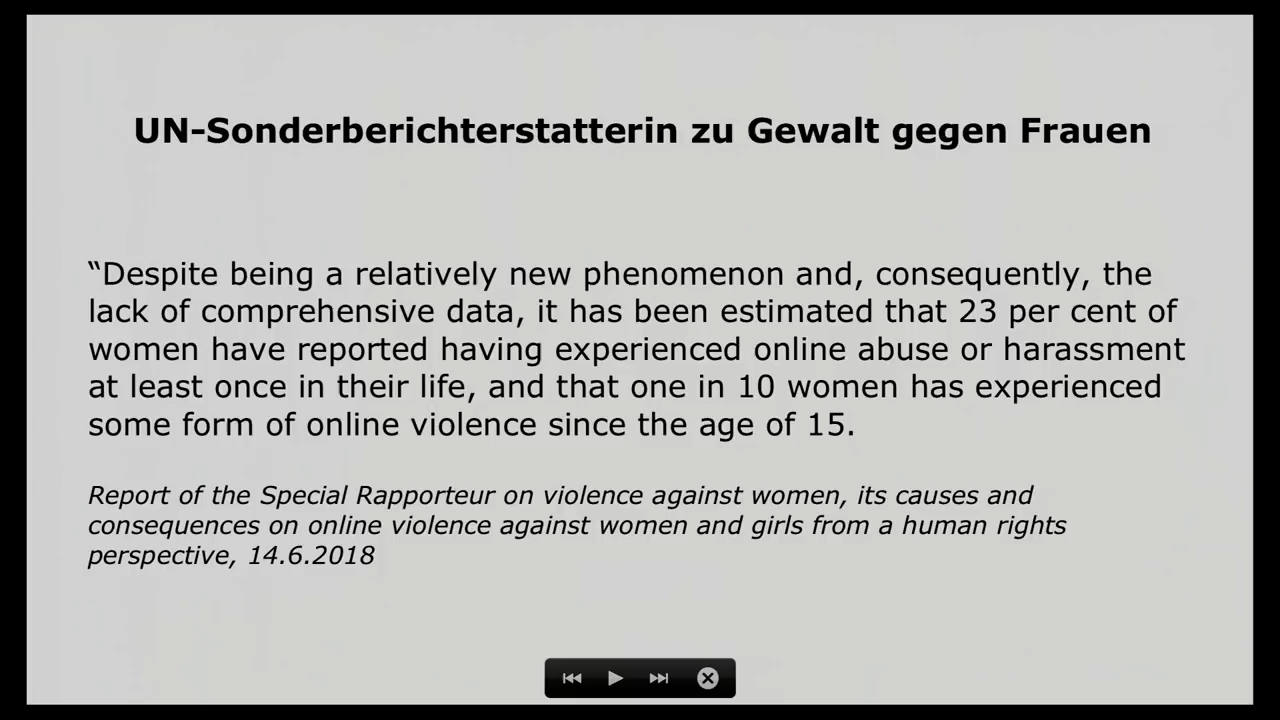 UN-Sonderberichterstatterin zu Gewalt gegen Frauen
“Despite being a relatively new phenomenon and, consequently, the
lack of comprehensive data, it has been estimated that 23 per cent of
women have reported having experienced online abuse or harassment
at least once in their life, and that one in 10 women has experienced
some form of online violence since the age of 15.
Report of the Special Rapporteur on violence against women, its causes and
consequences on online violence against women and girls from a human rights
perspective, 14.6.2018